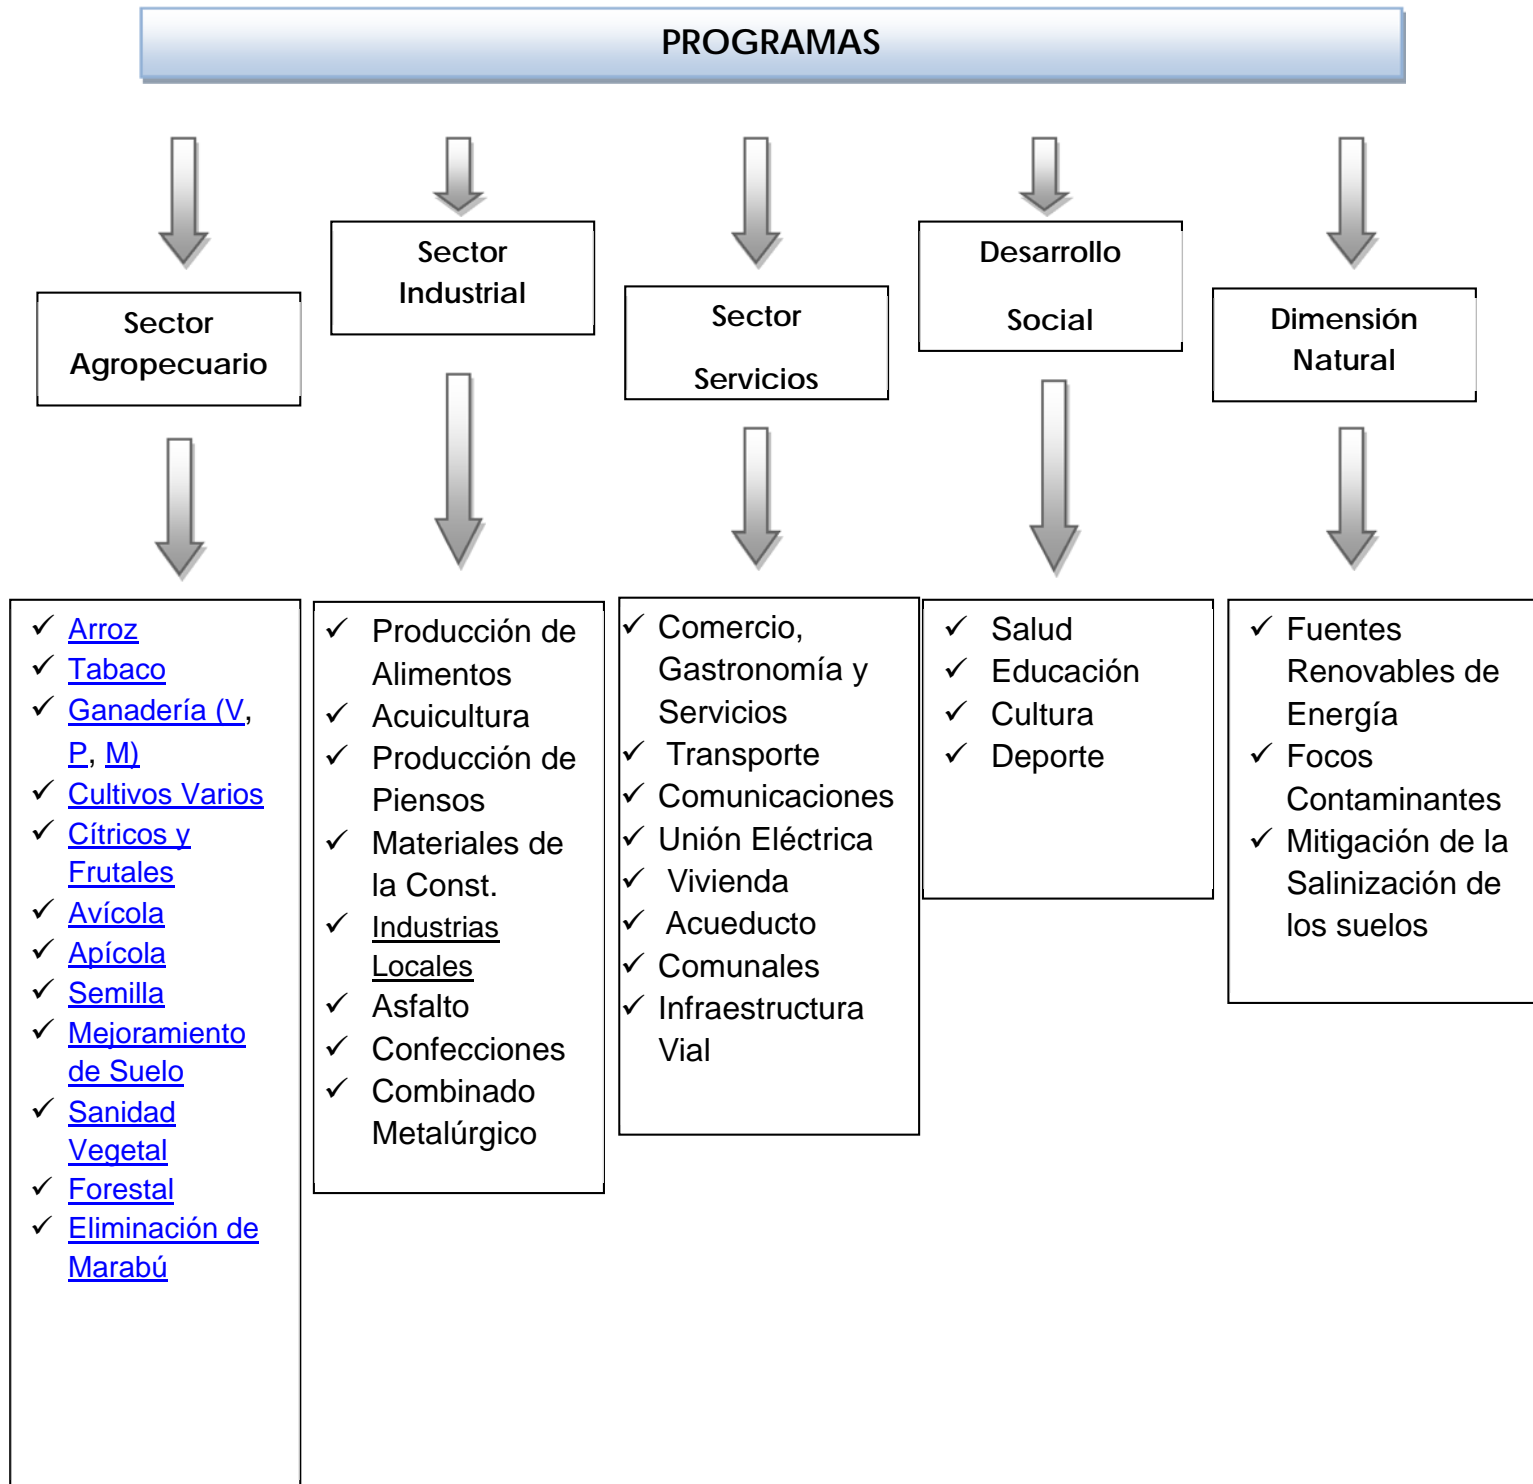 PROGRAMAS
Sector
Agropecuario
Sector
Industrial
Sector
Servicios
Desarrollo
Social
Dimensión
Natural
✓ Arroz
✓ Tabaco
✓ Ganadería (V,
P, M)
✓ Cultivos Varios
✓ Cítricos y
Frutales
✓ Avícola
✓ Apícola
✓ Semilla
✓ Mejoramiento
de Suelo
✓ Sanidad
Vegetal
✓ Forestal
✓ Eliminación de
Marabú
✓ Producción de
Alimentos
✓ Acuicultura
✓ Producción de
Piensos
✓ Materiales de
la Const.
✓ Industrias
Locales
✓ Asfalto
✓ Confecciones
✓ Combinado
Metalúrgico
✓ Comercio,
Gastronomía y
Servicios
✓ Transporte
✓ Comunicaciones
✓ Unión Eléctrica
✓ Vivienda
✓ Acueducto
✓ Comunales
✓ Infraestructura
Vial
✓ Salud
✓ Educación
✓ Cultura
✓ Deporte
✓ Fuentes
Renovables de
Energía
✓ Focos
Contaminantes
✓ Mitigación de la
Salinización de
los suelos